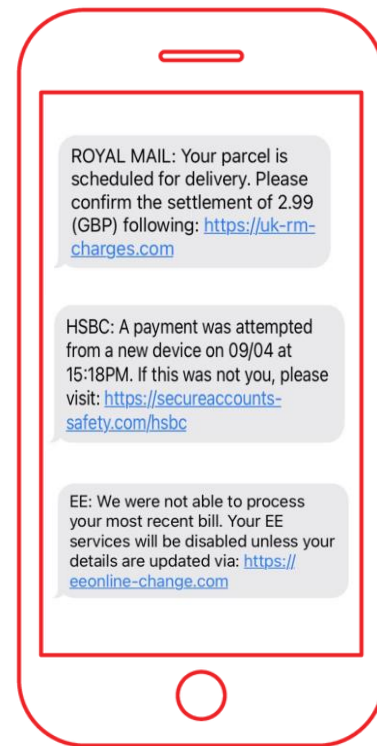 ROYAL MAIL: Your parcel is
scheduled for delivery. Please
confirm the settlement of 2.99
(GBP) following: https://uk-rm-
charges.com
HSBC: A payment was attempted
from a new device on 09/04 at
15:18PM. If this was not you, please
visit: https://secureaccounts-
safety.com/hsbc
EE: We were not able to process
your most recent bill. Your EE
services will be disabled unless your
details are updated via: https://
eeonline-change.com